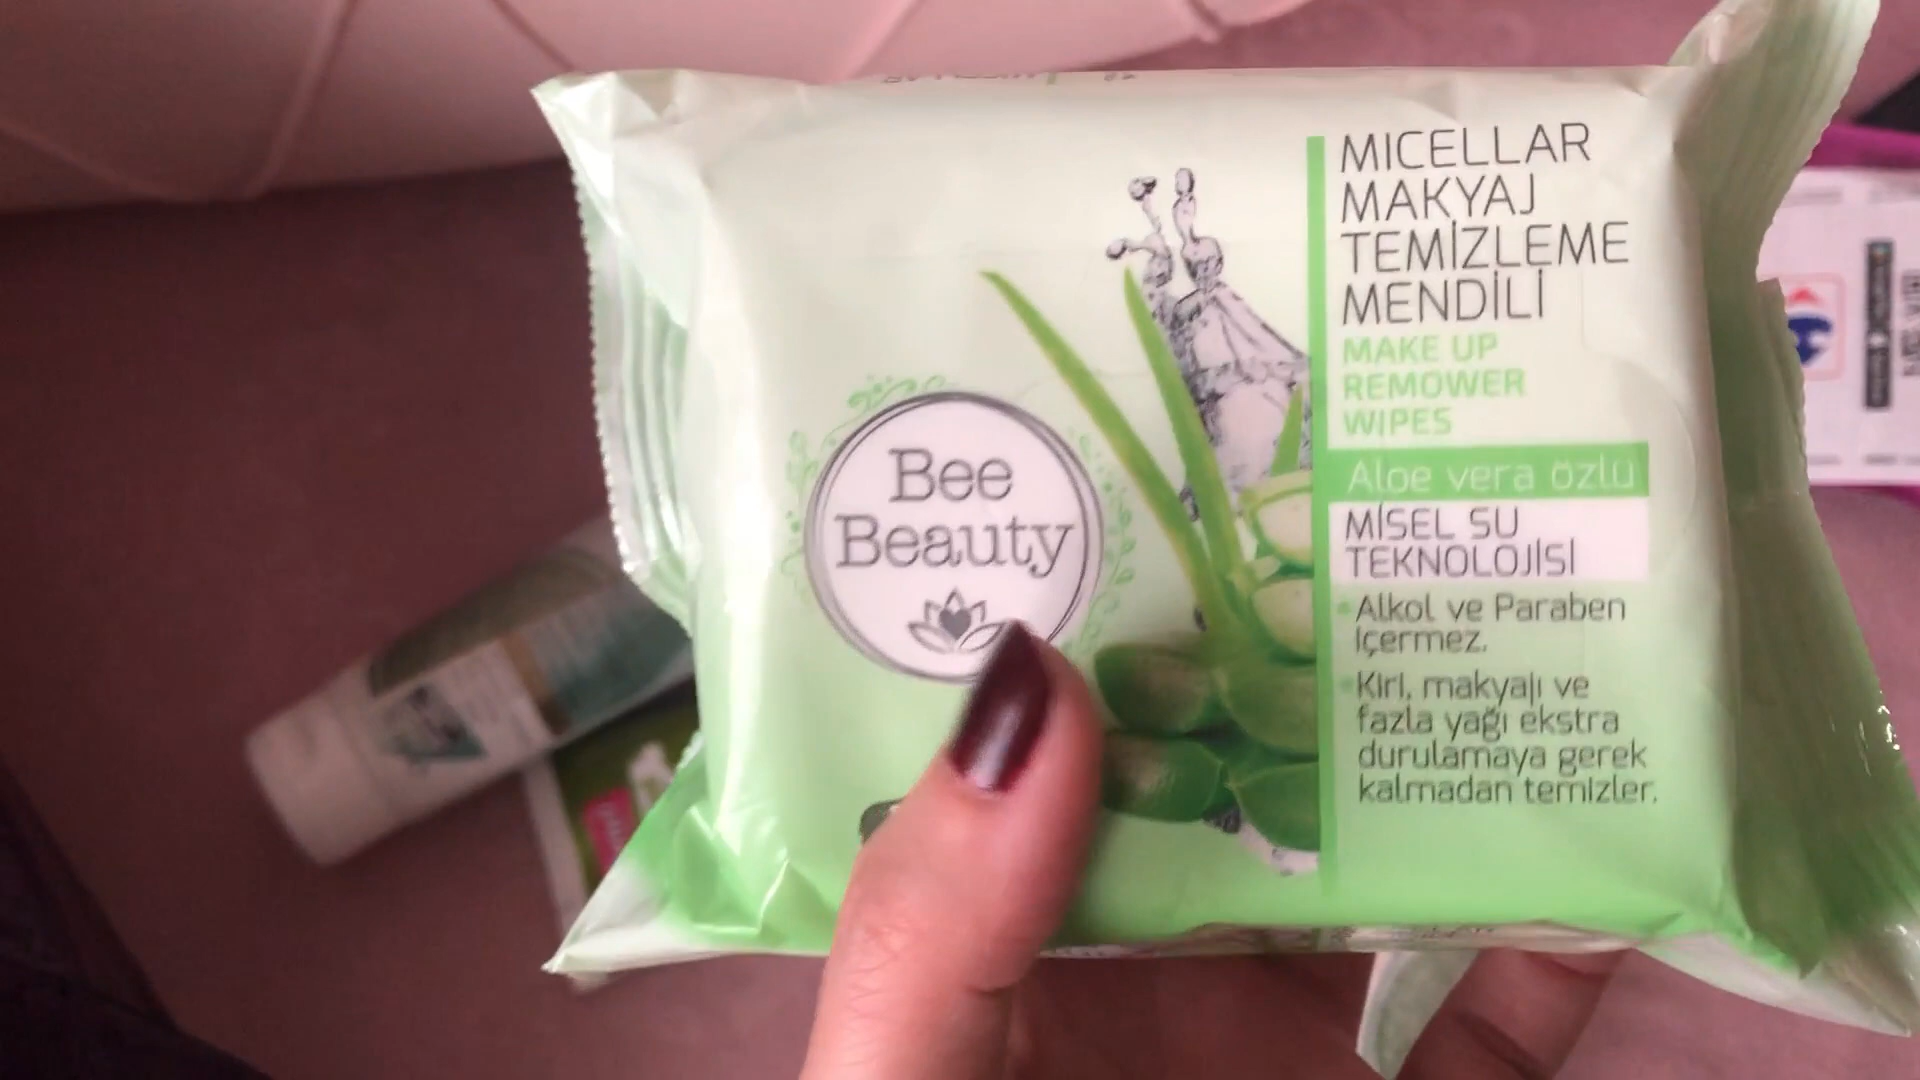 Bee
Beauty
MICELLAR
MAKYAJ
TEMİZLEME
MENDİLİ
MAKE UP
REMOWER
WIPES
Aloe vera özlü
MİSEL SU
TEKNOLOJİSİ
Alkol ve Paraben
İçermez.
Kiri, makyajı ve
fazla yağı ekstra
durulamaya gerek
kalmadan temizler.